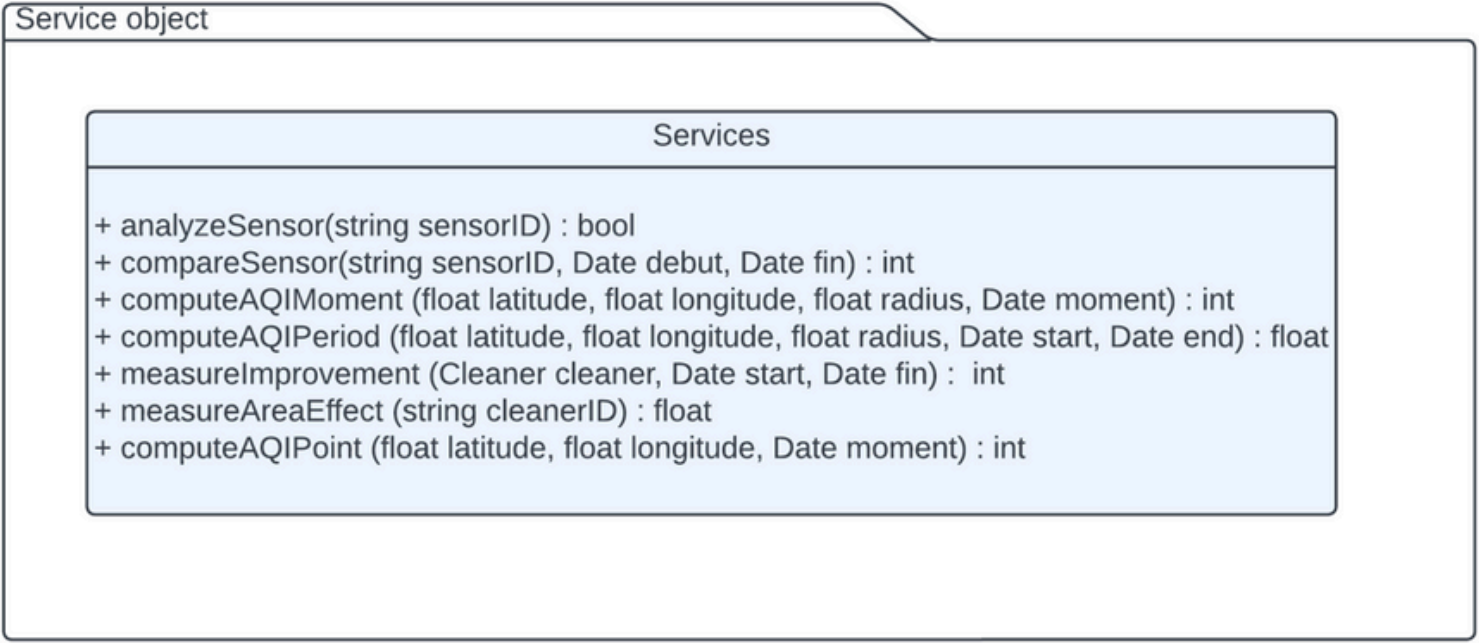 Service object
Services
+ analyzeSensor(string sensorID) : bool
+ compareSensor(string sensorID, Date debut, Date fin) : int
+ computeAQIMoment (float latitude, float longitude, float radius, Date moment) : int
+ computeAQIPeriod (float latitude, float longitude, float radius, Date start, Date end) : float
+ measureImprovement (Cleaner cleaner, Date start, Date fin) :  int
+ measureAreaEffect (string cleanerID) : float
+ computeAQIPoint (float latitude, float longitude, Date moment) : int